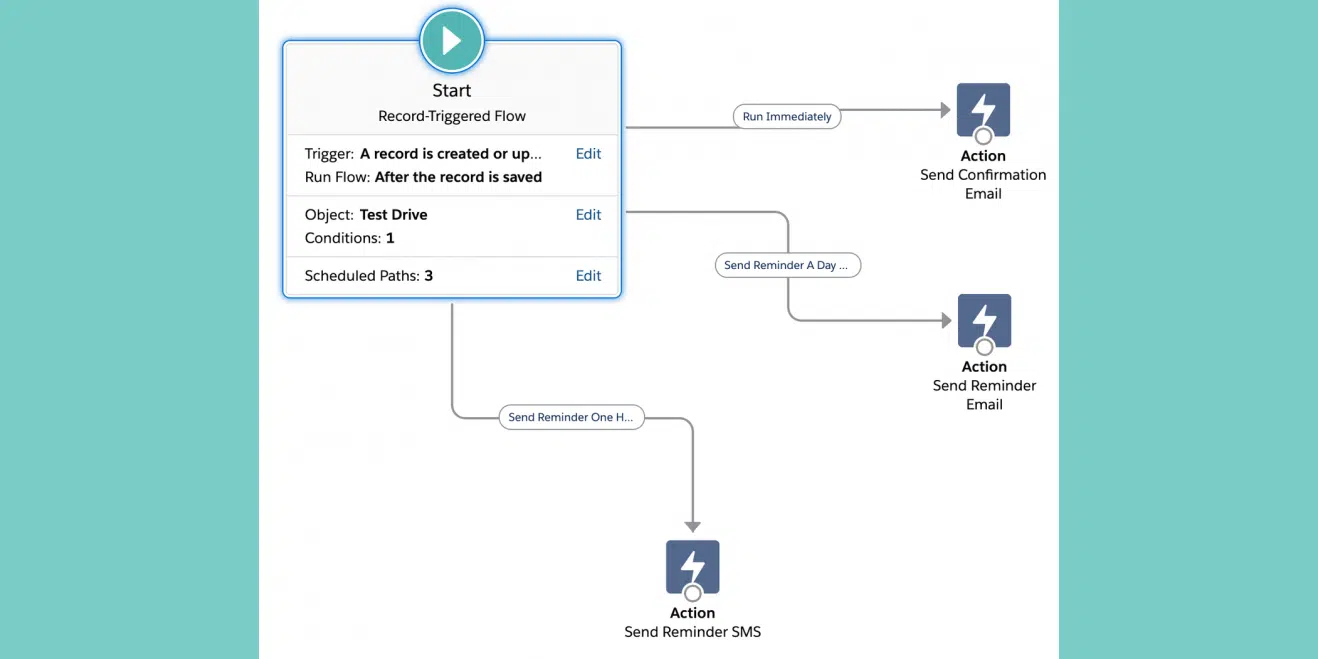 Start
Record-Triggered Flow
Trigger: A record is created or up... Edit
Run Flow: After the record is saved
Object: Test Drive Edit
Conditions: 1
Scheduled Paths: 3 Edit
Run Immediately
Action
Send Confirmation
Email
Send Reminder A Day ...
Action
Send Reminder
Email
Send Reminder One H...
Action
Send Reminder SMS